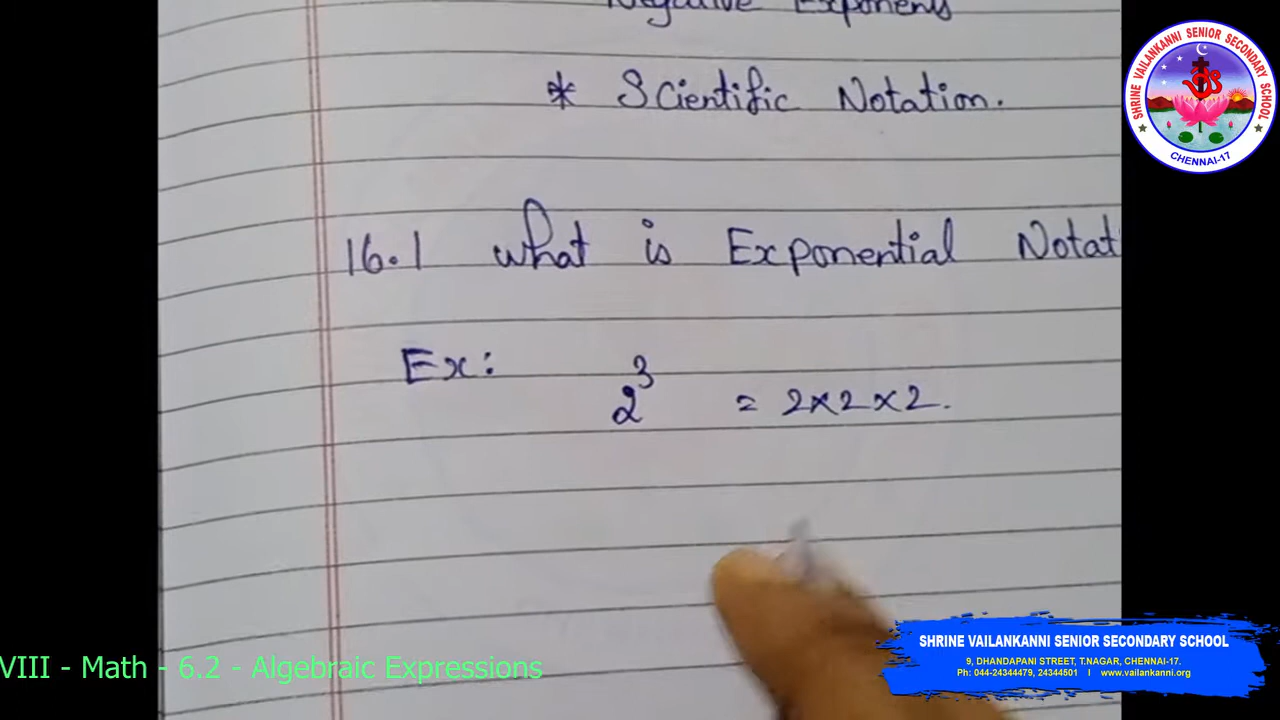 Negative Exponents
* Scientific Notation.
16.1 What is Exponential Notat
Ex: 2³ = 2×2×2.
SHRINE VAILANKANNI SENIOR SECONDARY SCHOOL
CHENNAI-17
VIII - Math - 6.2 - Algebraic Expressions
SHRINE VAILANKANNI SENIOR SECONDARY SCHOOL
9, DHANDAPANI STREET, T.NAGAR, CHENNAI-17.
Ph: 044-24344479, 24344501 I www.vailankanni.org